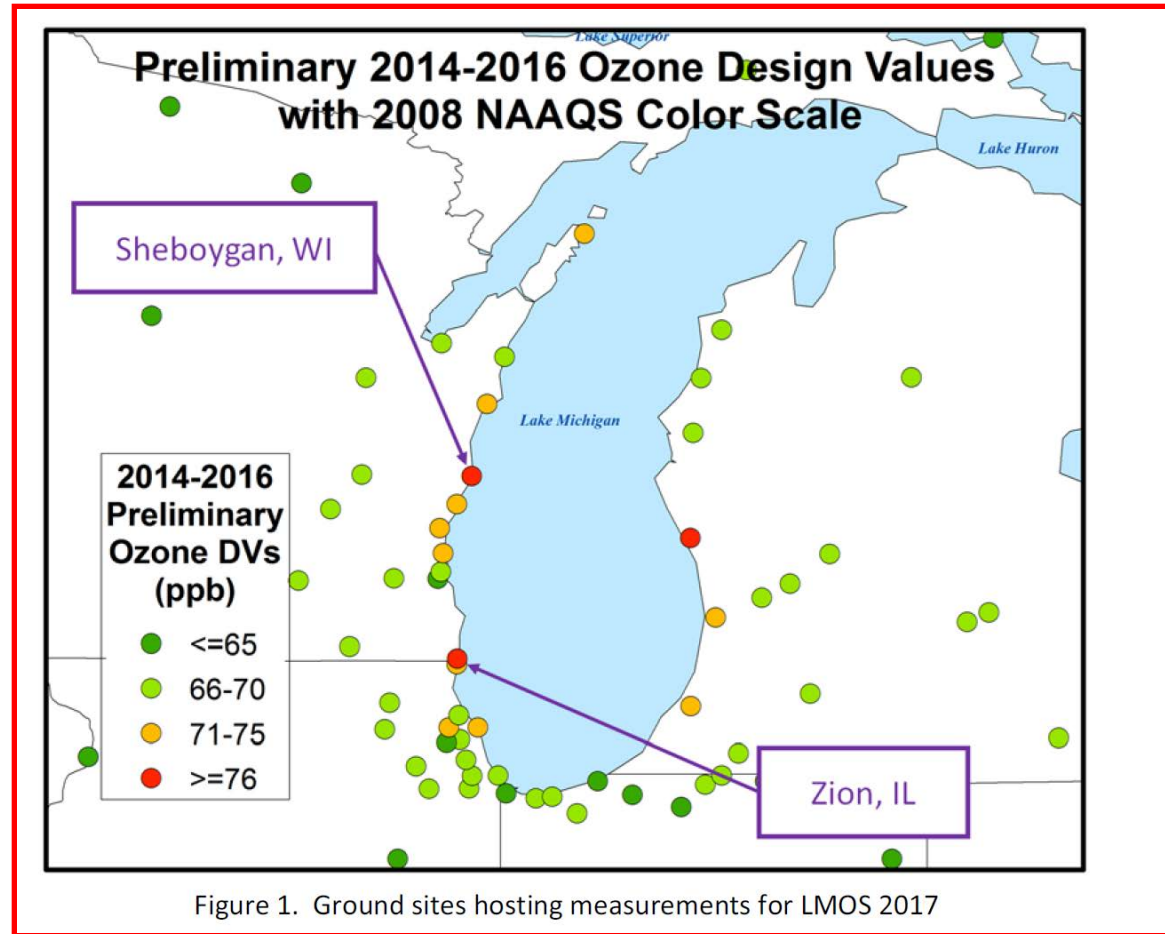 Lake Superior
Preliminary 2014-2016 Ozone Design Values
with 2008 NAAQS Color Scale
Lake Huron
Sheboygan, WI
Lake Michigan
2014-2016
Preliminary
Ozone DVs
(ppb)
<=65
66-70
71-75
>=76
Zion, IL
Figure 1. Ground sites hosting measurements for LMOS 2017